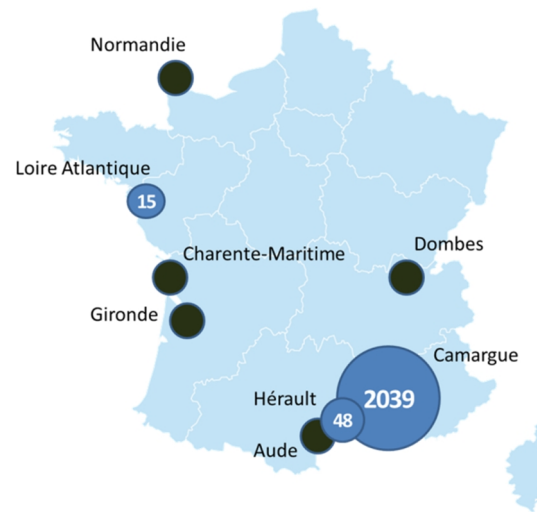 Normandie
Loire Atlantique
15
Charente-Maritime
Dombes
Gironde
Camargue
Hérault
2039
48
Aude